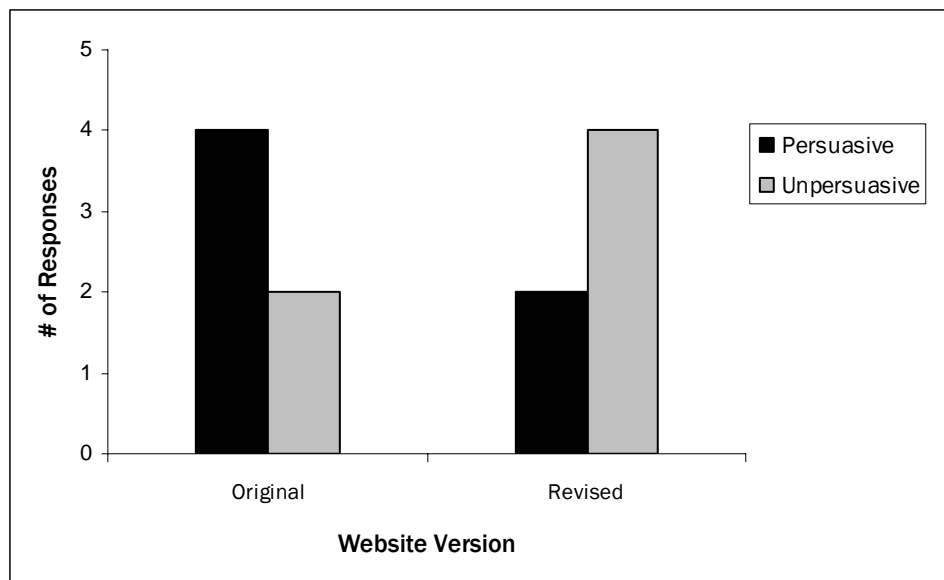 5
4
3
2
1
0
# of Responses
Original
Revised
Website Version
Persuasive
Unpersuasive